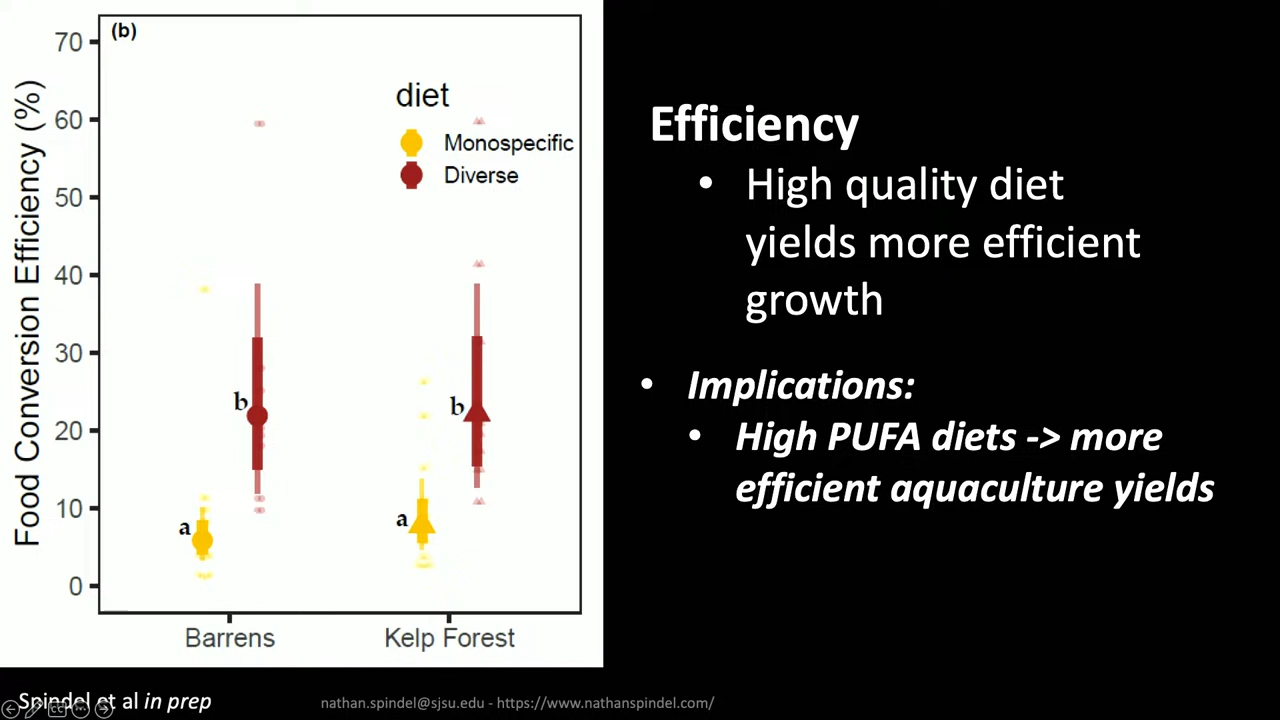 (b)
70
60
50
40
30
20
10
0
Food Conversion Efficiency (%)
diet
Monospecific
Diverse
b
b
a
a
Barrens
Kelp Forest
Efficiency
• High quality diet
yields more efficient
growth
• Implications:
• High PUFA diets -> more
efficient aquaculture yields
Spindel et al in prep
nathan.spindel@sjsu.edu - https://www.nathanspindel.com/